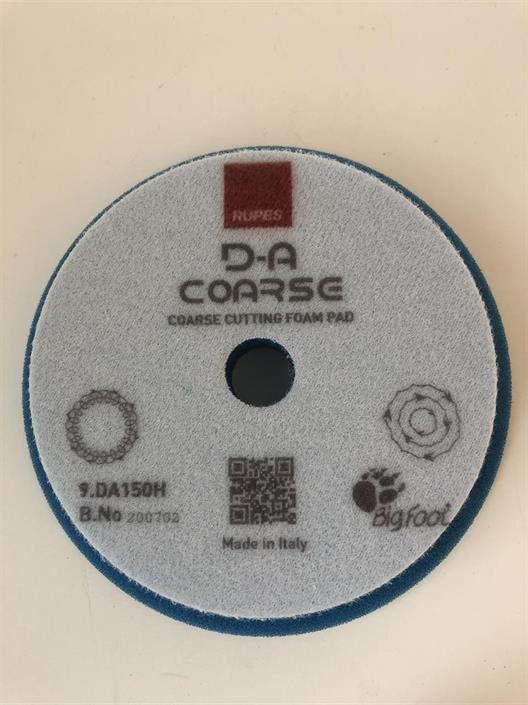 RUPES
D-A
COARSE
COARSE CUTTING FOAM PAD
9.DA150H
B.No 200702
BigFoot
Made in Italy